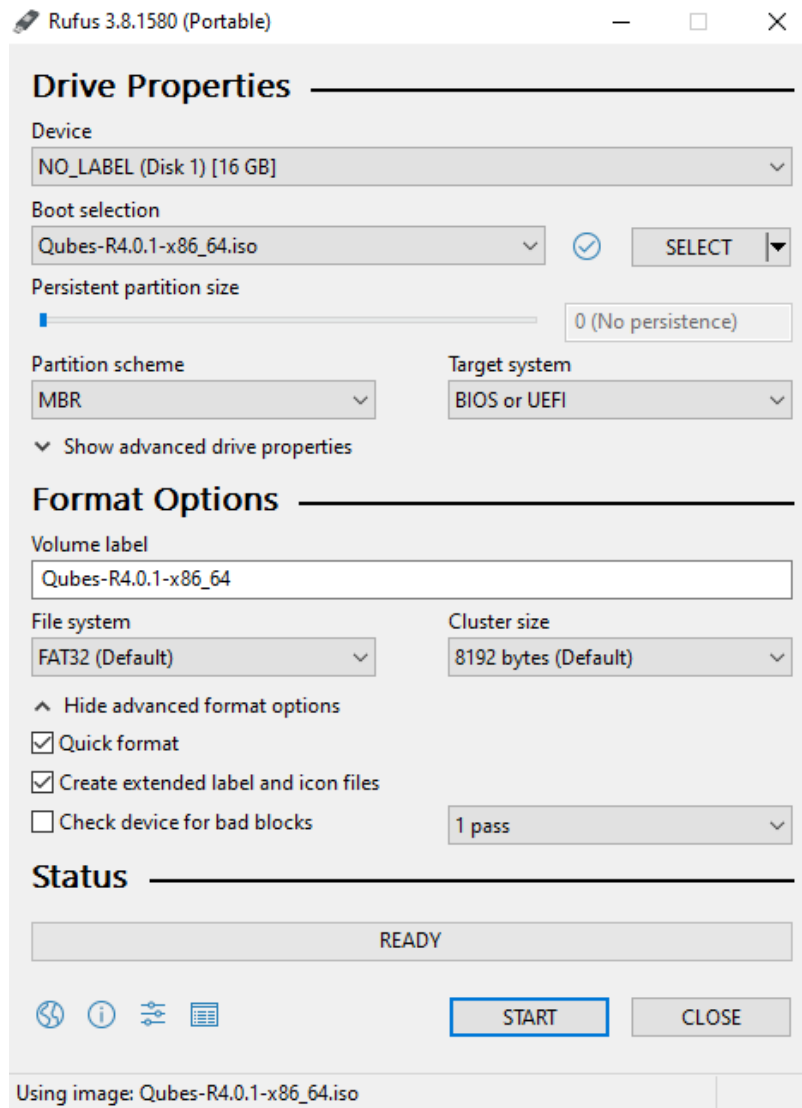 Rufus 3.8.1580 (Portable)
Drive Properties
Device
NO_LABEL (Disk 1) [16 GB]
Boot selection
Qubes-R4.0.1-x86_64.iso
SELECT
Persistent partition size
0 (No persistence)
Partition scheme
Target system
MBR
BIOS or UEFI
Show advanced drive properties
Format Options
Volume label
Qubes-R4.0.1-x86_64
File system
Cluster size
FAT32 (Default)
8192 bytes (Default)
Hide advanced format options
Quick format
Create extended label and icon files
Check device for bad blocks
1 pass
Status
READY
START
CLOSE
Using image: Qubes-R4.0.1-x86_64.iso